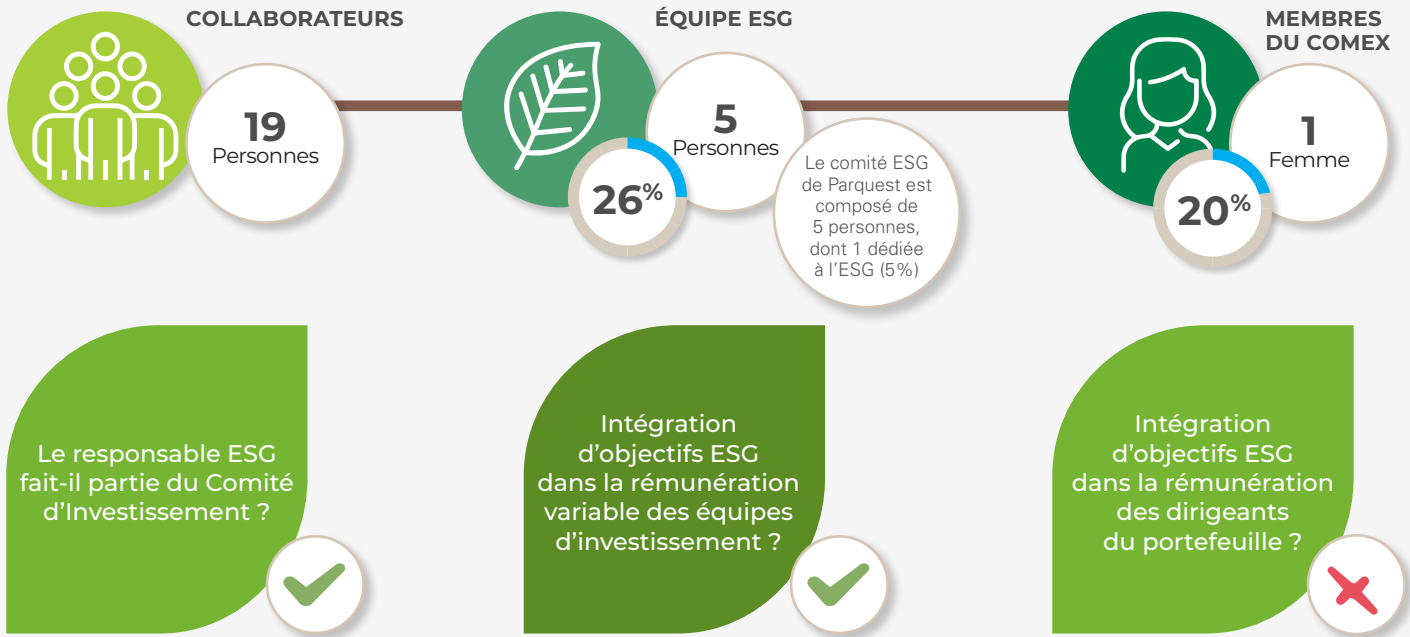 COLLABORATEURS
19
Personnes
ÉQUIPE ESG
5
Personnes
26%
Le comité ESG
de Parquest est
composé de
5 personnes,
dont 1 dédiée
à l’ESG (5%)
MEMBRES
DU COMEX
1
Femme
20%
Le responsable ESG
fait-il partie du Comité
d’Investissement ?
Intégration
d’objectifs ESG
dans la rémunération
variable des équipes
d’investissement ?
Intégration
d’objectifs ESG
dans la rémunération
des dirigeants
du portefeuille ?